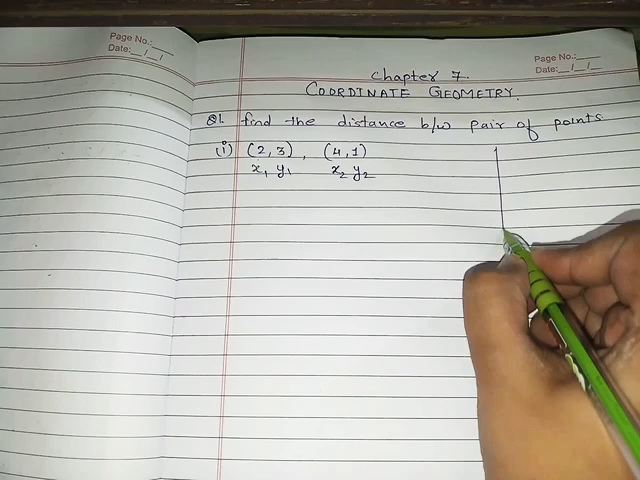 Page No.:
Date: / /
Page No.:
Date: / /
Chapter 7.
COORDINATE GEOMETRY.
Q1. find the distance b/w pair of points
(i) (2,3), (4,1)
x₁ y₁ x₂ y₂